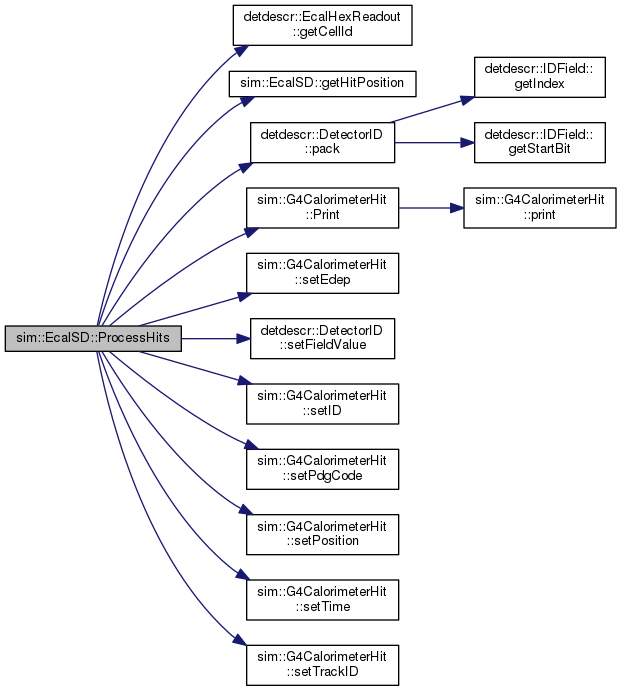 sim::EcalSD::ProcessHits
detdescr::EcalHexReadout
::getCellId
sim::EcalSD::getHitPosition
detdescr::DetectorID
::pack
detdescr::IDField::
getIndex
detdescr::IDField::
getStartBit
sim::G4CalorimeterHit
::Print
sim::G4CalorimeterHit
::print
sim::G4CalorimeterHit
::setEdep
detdescr::DetectorID
::setFieldValue
sim::G4CalorimeterHit
::setID
sim::G4CalorimeterHit
::setPdgCode
sim::G4CalorimeterHit
::setPosition
sim::G4CalorimeterHit
::setTime
sim::G4CalorimeterHit
::setTrackID